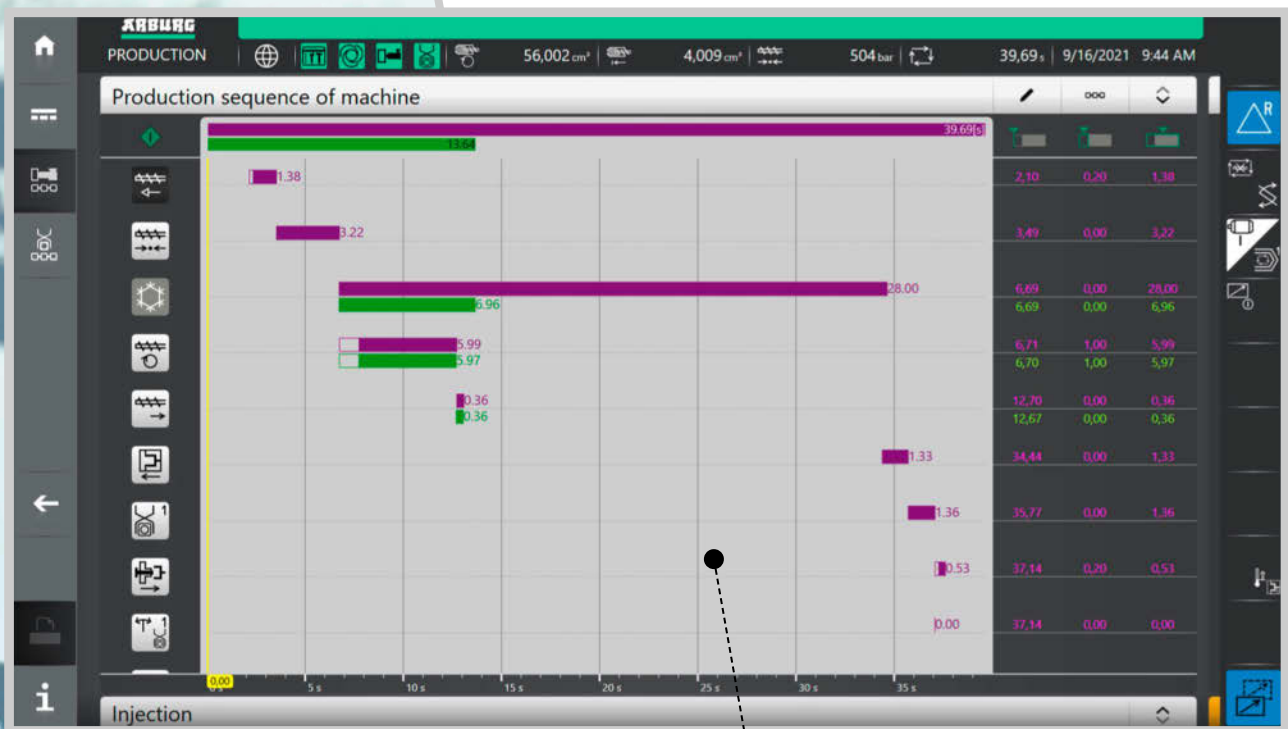 ARBURG
PRODUCTION 56,002 cm³ 4,009 cm³ 504 bar 39,69 s 9/16/2021 9:44 AM
Production sequence of machine
39.69[s]
13.64
1.38 2,10 0,20 1,38
3.22 3,49 0,00 3,22
28.00 6,69 0,00 28,00
6.96 6,69 0,00 6,96
5.99 6,71 1,00 5,99
5.97 6,70 1,00 5,97
0.36 12,70 0,00 0,36
0.36 12,67 0,00 0,36
1.33 34,44 0,00 1,33
1 1.36 35,77 0,00 1,36
0.53 37,14 0,20 0,53
1 0.00 37,14 0,00 0,00
0,00 5 s 10 s 15 s 20 s 25 s 30 s 35 s
Injection
R